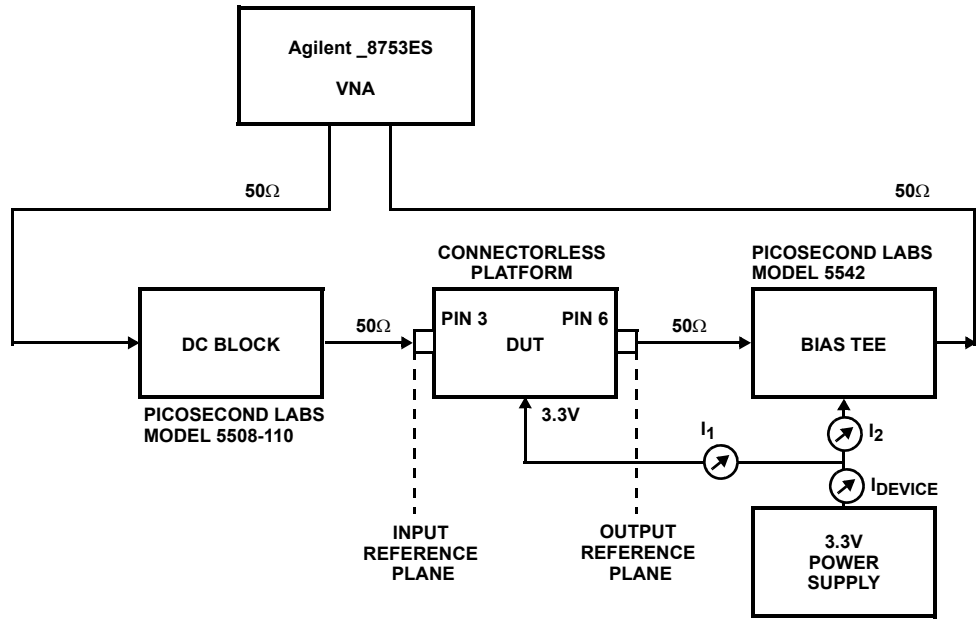 Agilent _8753ES
VNA
50Ω
50Ω
CONNECTORLESS
PLATFORM
PICOSECOND LABS
MODEL 5542
DC BLOCK
50Ω
PIN 3
PIN 6
DUT
50Ω
BIAS TEE
PICOSECOND LABS
MODEL 5508-110
3.3V
I1
I2
IDEVICE
INPUT
REFERENCE
PLANE
OUTPUT
REFERENCE
PLANE
3.3V
POWER
SUPPLY